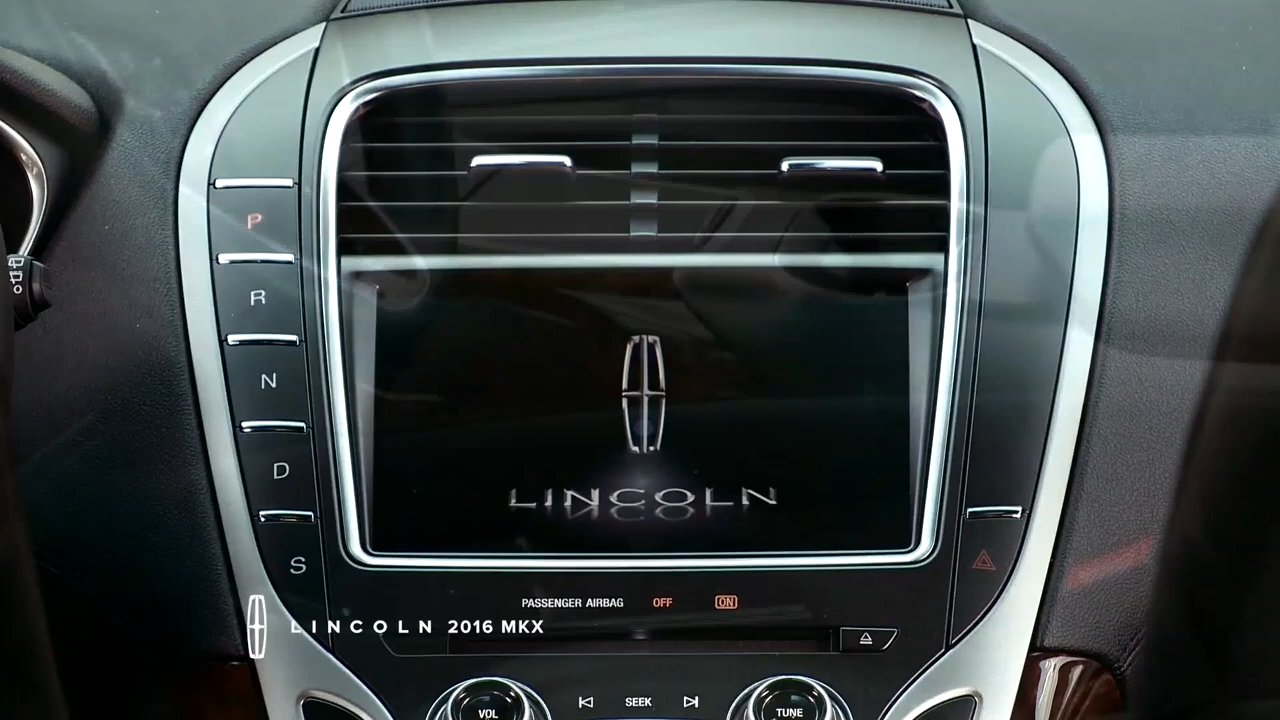 P
R
N
D
S
LINCOLN
PASSENGER AIRBAG OFF ON
LINCOLN 2016 MKX
VOL
SEEK
TUNE